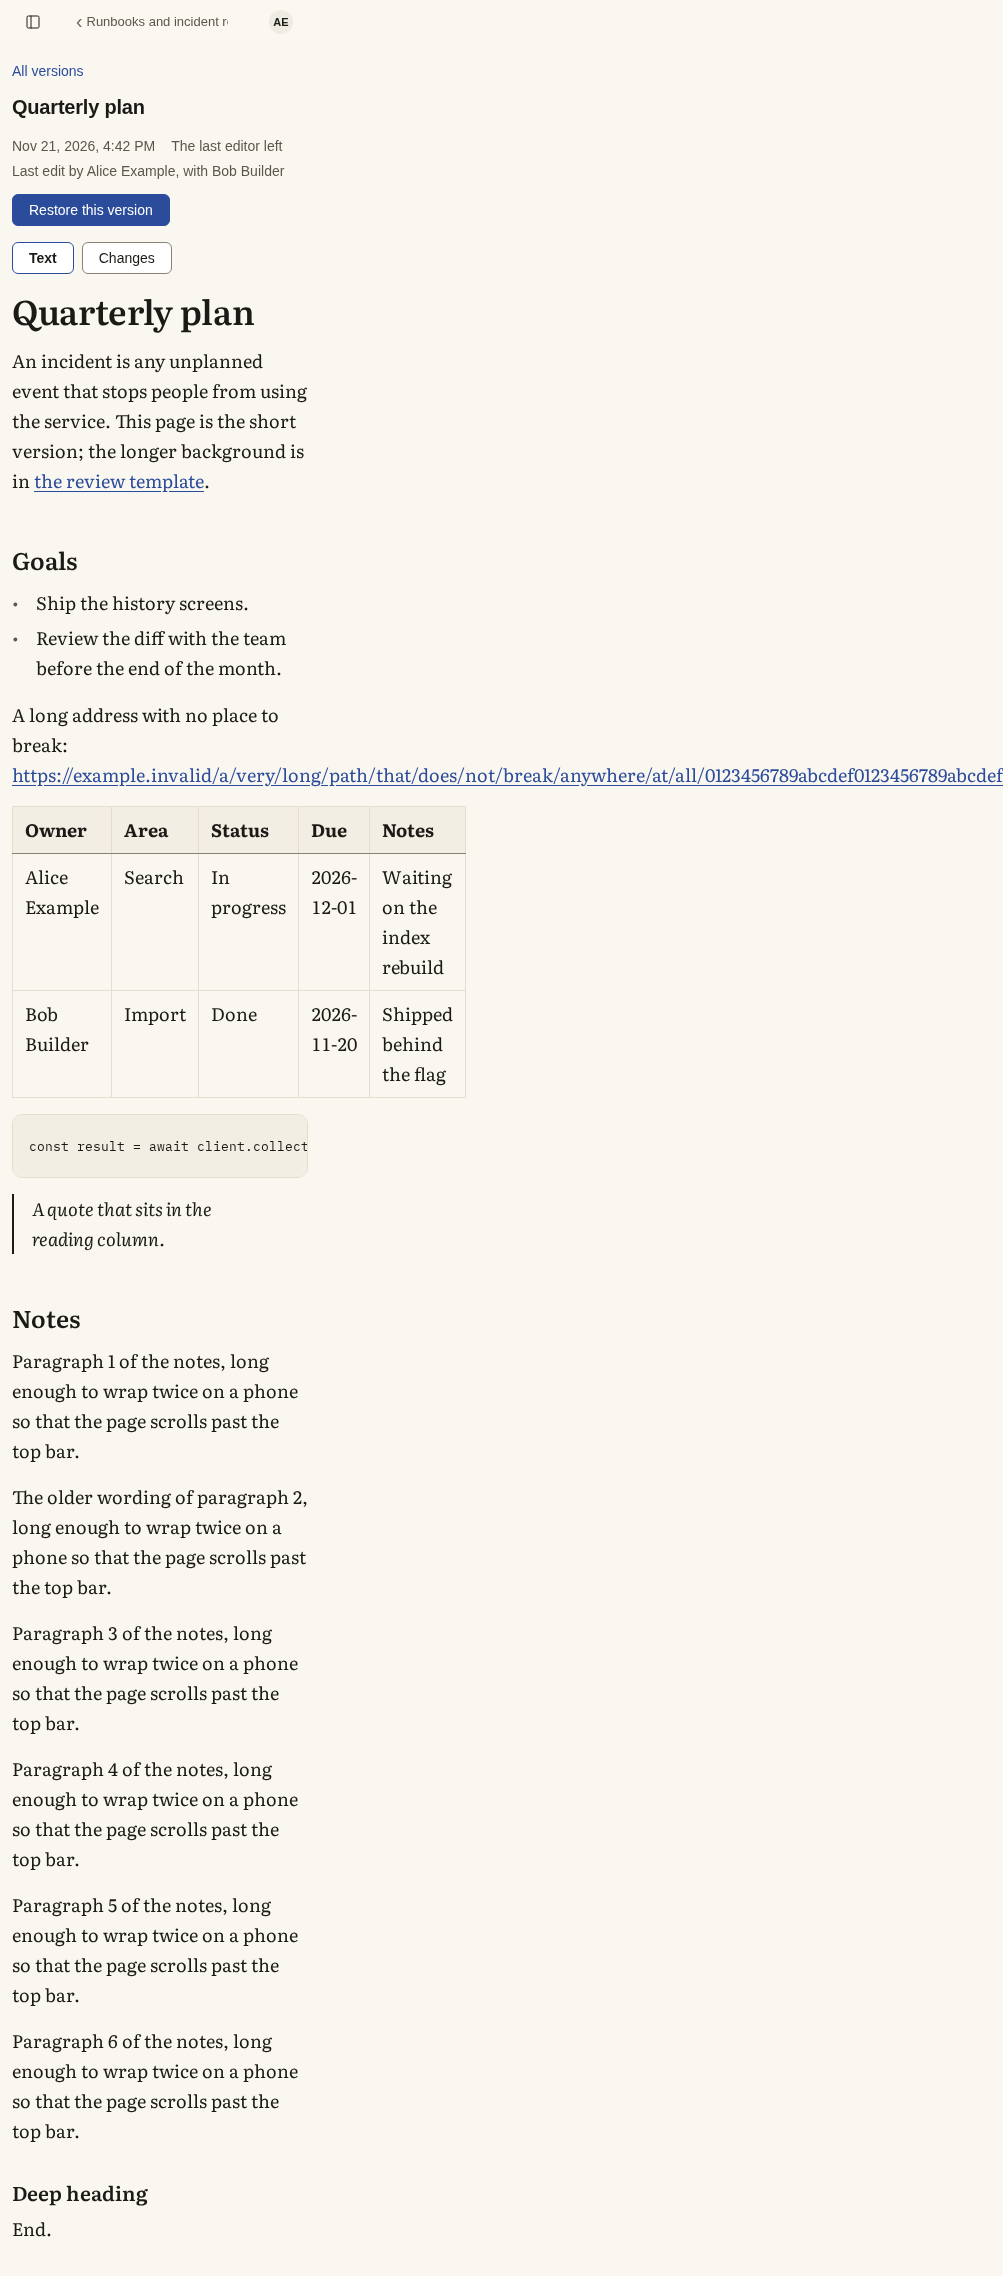 ‹ Runbooks and incident
AE
All versions
Quarterly plan
Nov 21, 2026, 4:42 PM The last editor left
Last edit by Alice Example, with Bob Builder
Restore this version
Text Changes
Quarterly plan
An incident is any unplanned
event that stops people from using
the service. This page is the short
version; the longer background is
in the review template.
Goals
• Ship the history screens.
• Review the diff with the team
before the end of the month.
A long address with no place to
break:
https://example.invalid/a/very/long/path/that/does/not/break/anywhere/at/all/0123456789abcdef0123456789abcdef
Owner Area Status Due Notes
Alice Search In 2026- Waiting
Example progress 12-01 on the
index
rebuild
Bob Import Done 2026- Shipped
Builder 11-20 behind
the flag
const result = await client.collect
A quote that sits in the
reading column.
Notes
Paragraph 1 of the notes, long
enough to wrap twice on a phone
so that the page scrolls past the
top bar.
The older wording of paragraph 2,
long enough to wrap twice on a
phone so that the page scrolls past
the top bar.
Paragraph 3 of the notes, long
enough to wrap twice on a phone
so that the page scrolls past the
top bar.
Paragraph 4 of the notes, long
enough to wrap twice on a phone
so that the page scrolls past the
top bar.
Paragraph 5 of the notes, long
enough to wrap twice on a phone
so that the page scrolls past the
top bar.
Paragraph 6 of the notes, long
enough to wrap twice on a phone
so that the page scrolls past the
top bar.
Deep heading
End.